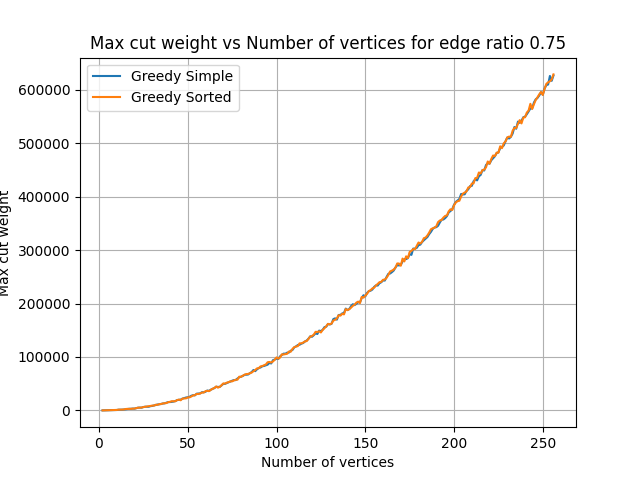 Max cut weight vs Number of vertices for edge ratio 0.75
Greedy Simple
Greedy Sorted
Max cut weight
600000
500000
400000
300000
200000
100000
0
0 50 100 150 200 250
Number of vertices